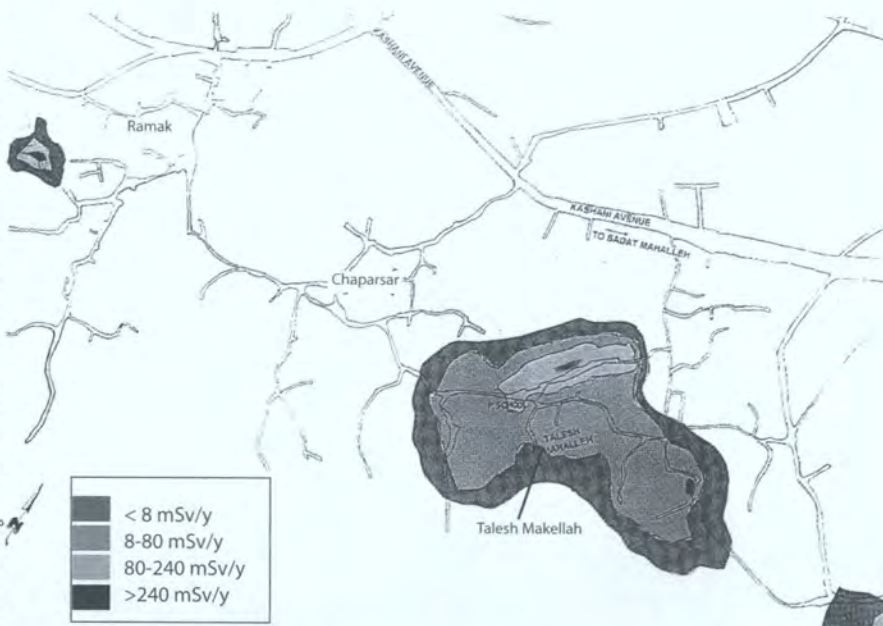 KASHANI AVENUE
Ramak
KASHANI AVENUE
TO SADAT MAHALLEH
Chaparsar
P.SCHOOL
TALESH
MAHALLEH
Talesh Makellah
< 8 mSv/y
8-80 mSv/y
80-240 mSv/y
>240 mSv/y
N